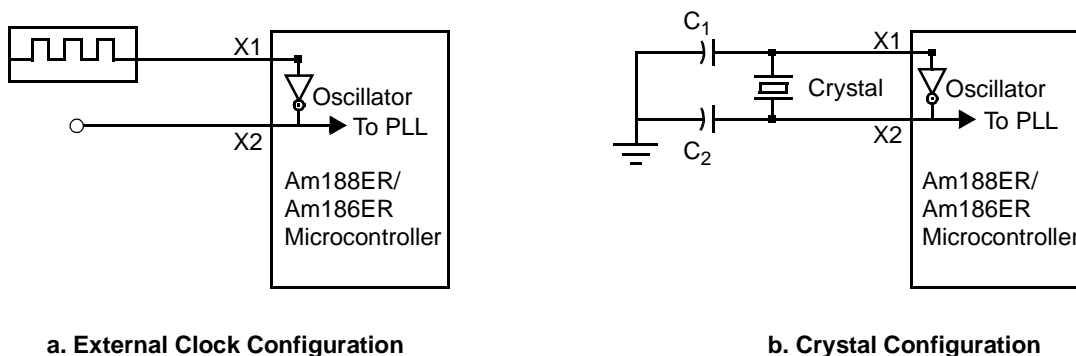 X1
Oscillator
To PLL
X2
Am188ER/
Am186ER
Microcontroller
a. External Clock Configuration
C1
X1
Crystal
Oscillator
To PLL
X2
C2
Am188ER/
Am186ER
Microcontroller
b. Crystal Configuration